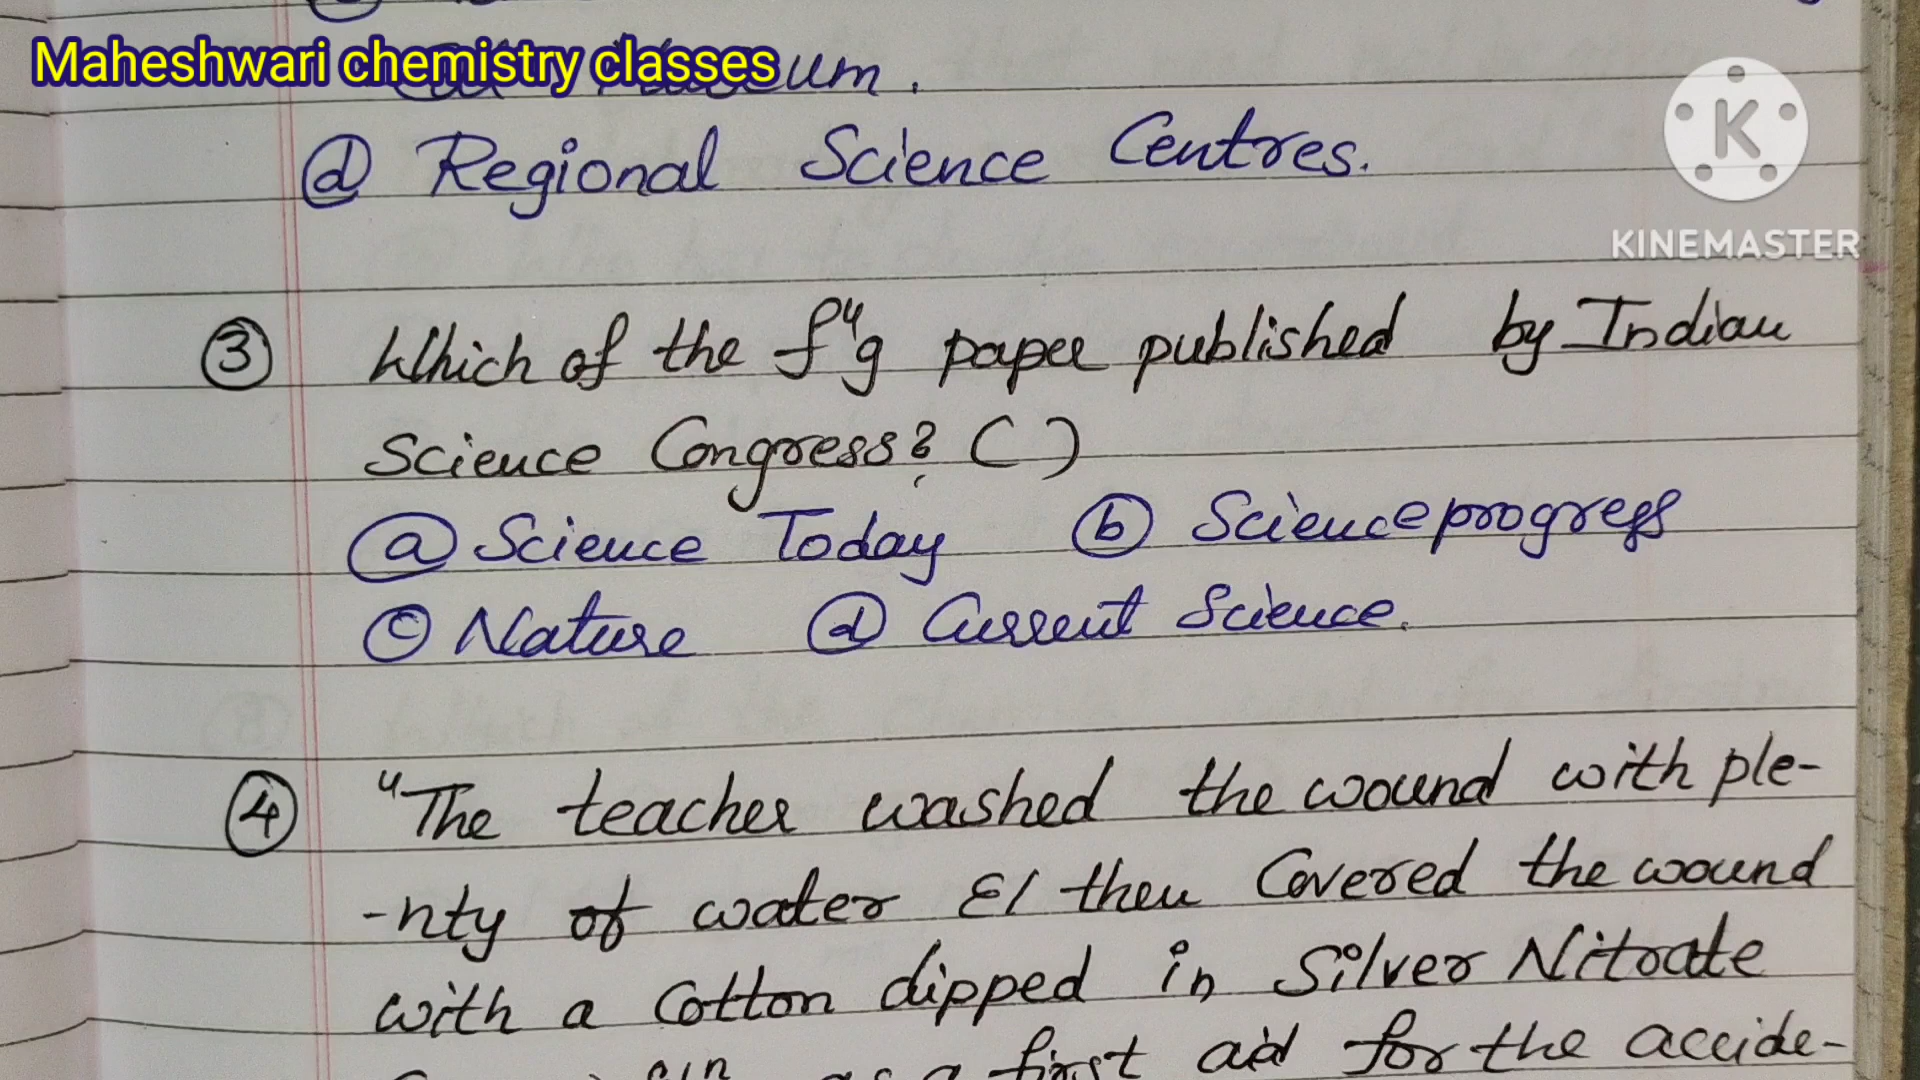 Maheshwari chemistry classes
um.
ⓓ Regional Science Centres.
KINEMASTER
③ Which of the f"g paper published by Indian
Science Congress? ( )
ⓐ Science Today ⓑ Science progress
ⓒ Nature ⓓ Current Science.
④ "The teacher washed the wound with ple-
-nty of water & then Covered the wound
with a Cotton dipped in Silver Nitrate
as a first aid for the accide-